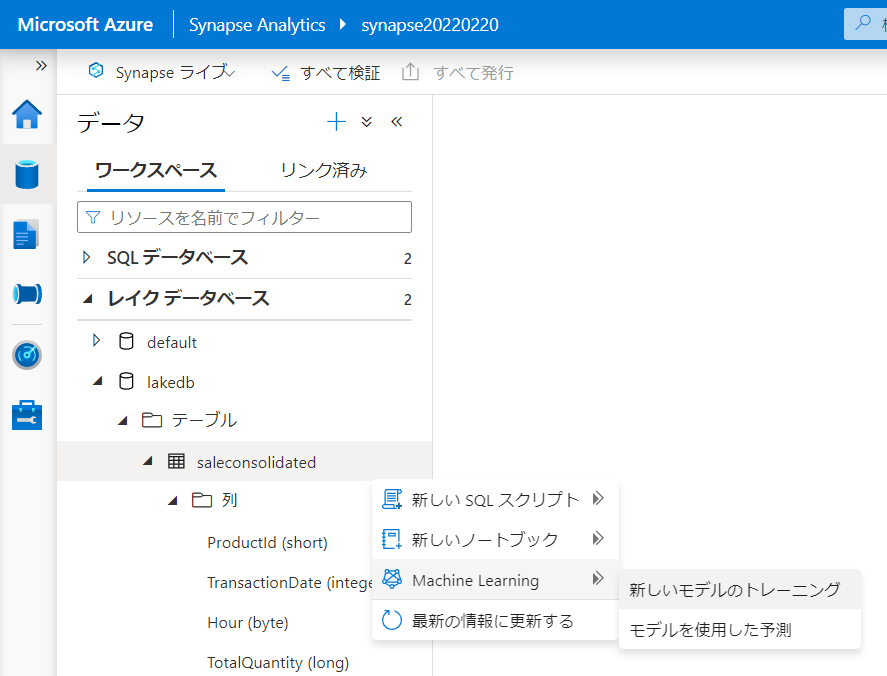 Microsoft Azure Synapse Analytics synapse20220220
Synapse ライブ すべて検証 すべて発行
データ
ワークスペース リンク済み
リソースを名前でフィルター
SQL データベース 2
レイク データベース 2
default
lakedb
テーブル
saleconsolidated
列
ProductId (short)
TransactionDate (intege
Hour (byte)
TotalQuantity (long)
新しい SQL スクリプト
新しいノートブック
Machine Learning
最新の情報に更新する
新しいモデルのトレーニング
モデルを使用した予測